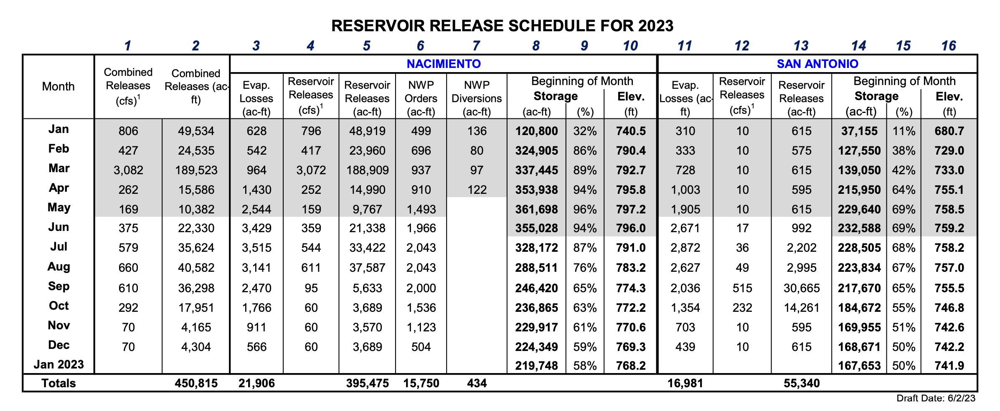 RESERVOIR RELEASE SCHEDULE FOR 2023
1 2 3 4 5 6 7 8 9 10 11 12 13 14 15 16
NACIMIENTO SAN ANTONIO
Month
Combined
Releases
(cfs)1
Combined
Releases (ac-
ft)
Evap.
Losses
(ac-ft)
Reservoir
Releases
(cfs)1
Reservoir
Releases
(ac-ft)
NWP
Orders
(ac-ft)
NWP
Diversions
(ac-ft)
Beginning of Month
Storage Elev.
(ac-ft) (%) (ft)
Evap.
Losses (ac-
ft)
Reservoir
Releases
(cfs)1
Reservoir
Releases
(ac-ft)
Beginning of Month
Storage Elev.
(ac-ft) (%) (ft)
Jan 806 49,534 628 796 48,919 499 136 120,800 32% 740.5 310 10 615 37,155 11% 680.7
Feb 427 24,535 542 417 23,960 696 80 324,905 86% 790.4 333 10 575 127,550 38% 729.0
Mar 3,082 189,523 964 3,072 188,909 937 97 337,445 89% 792.7 728 10 615 139,050 42% 733.0
Apr 262 15,586 1,430 252 14,990 910 122 353,938 94% 795.8 1,003 10 595 215,950 64% 755.1
May 169 10,382 2,544 159 9,767 1,493 361,698 96% 797.2 1,905 10 615 229,640 69% 758.5
Jun 375 22,330 3,429 359 21,338 1,966 355,028 94% 796.0 2,671 17 992 232,588 69% 759.2
Jul 579 35,624 3,515 544 33,422 2,043 328,172 87% 791.0 2,872 36 2,202 228,505 68% 758.2
Aug 660 40,582 3,141 611 37,587 2,043 288,511 76% 783.2 2,627 49 2,995 223,834 67% 757.0
Sep 610 36,298 2,470 95 5,633 2,000 246,420 65% 774.3 2,036 515 30,665 217,670 65% 755.5
Oct 292 17,951 1,766 60 3,689 1,536 236,865 63% 772.2 1,354 232 14,261 184,672 55% 746.8
Nov 70 4,165 911 60 3,570 1,123 229,917 61% 770.6 703 10 595 169,955 51% 742.6
Dec 70 4,304 566 60 3,689 504 224,349 59% 769.3 439 10 615 168,671 50% 742.2
Jan 2023 219,748 58% 768.2 167,653 50% 741.9
Totals 450,815 21,906 395,475 15,750 434 16,981 55,340
Draft Date: 6/2/23